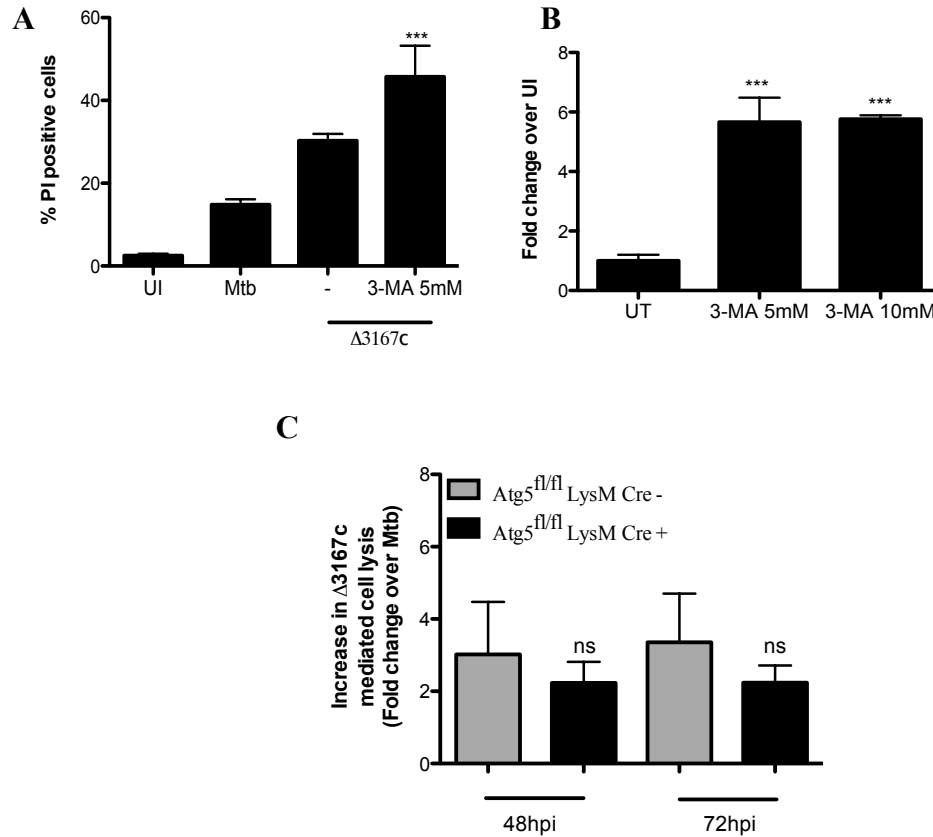 A
% PI positive cells
60
40
20
0
***
UI Mtb - 3-MA 5mM
Δ3167c
B
Fold change over UI
8
6
4
2
0
*** ***
UT 3-MA 5mM 3-MA 10mM
C
Increase in Δ3167c
mediated cell lysis
(Fold change over Mtb)
8
6
4
2
0
Atg5fl/fl LysM Cre -
Atg5fl/fl LysM Cre +
ns ns
48hpi 72hpi